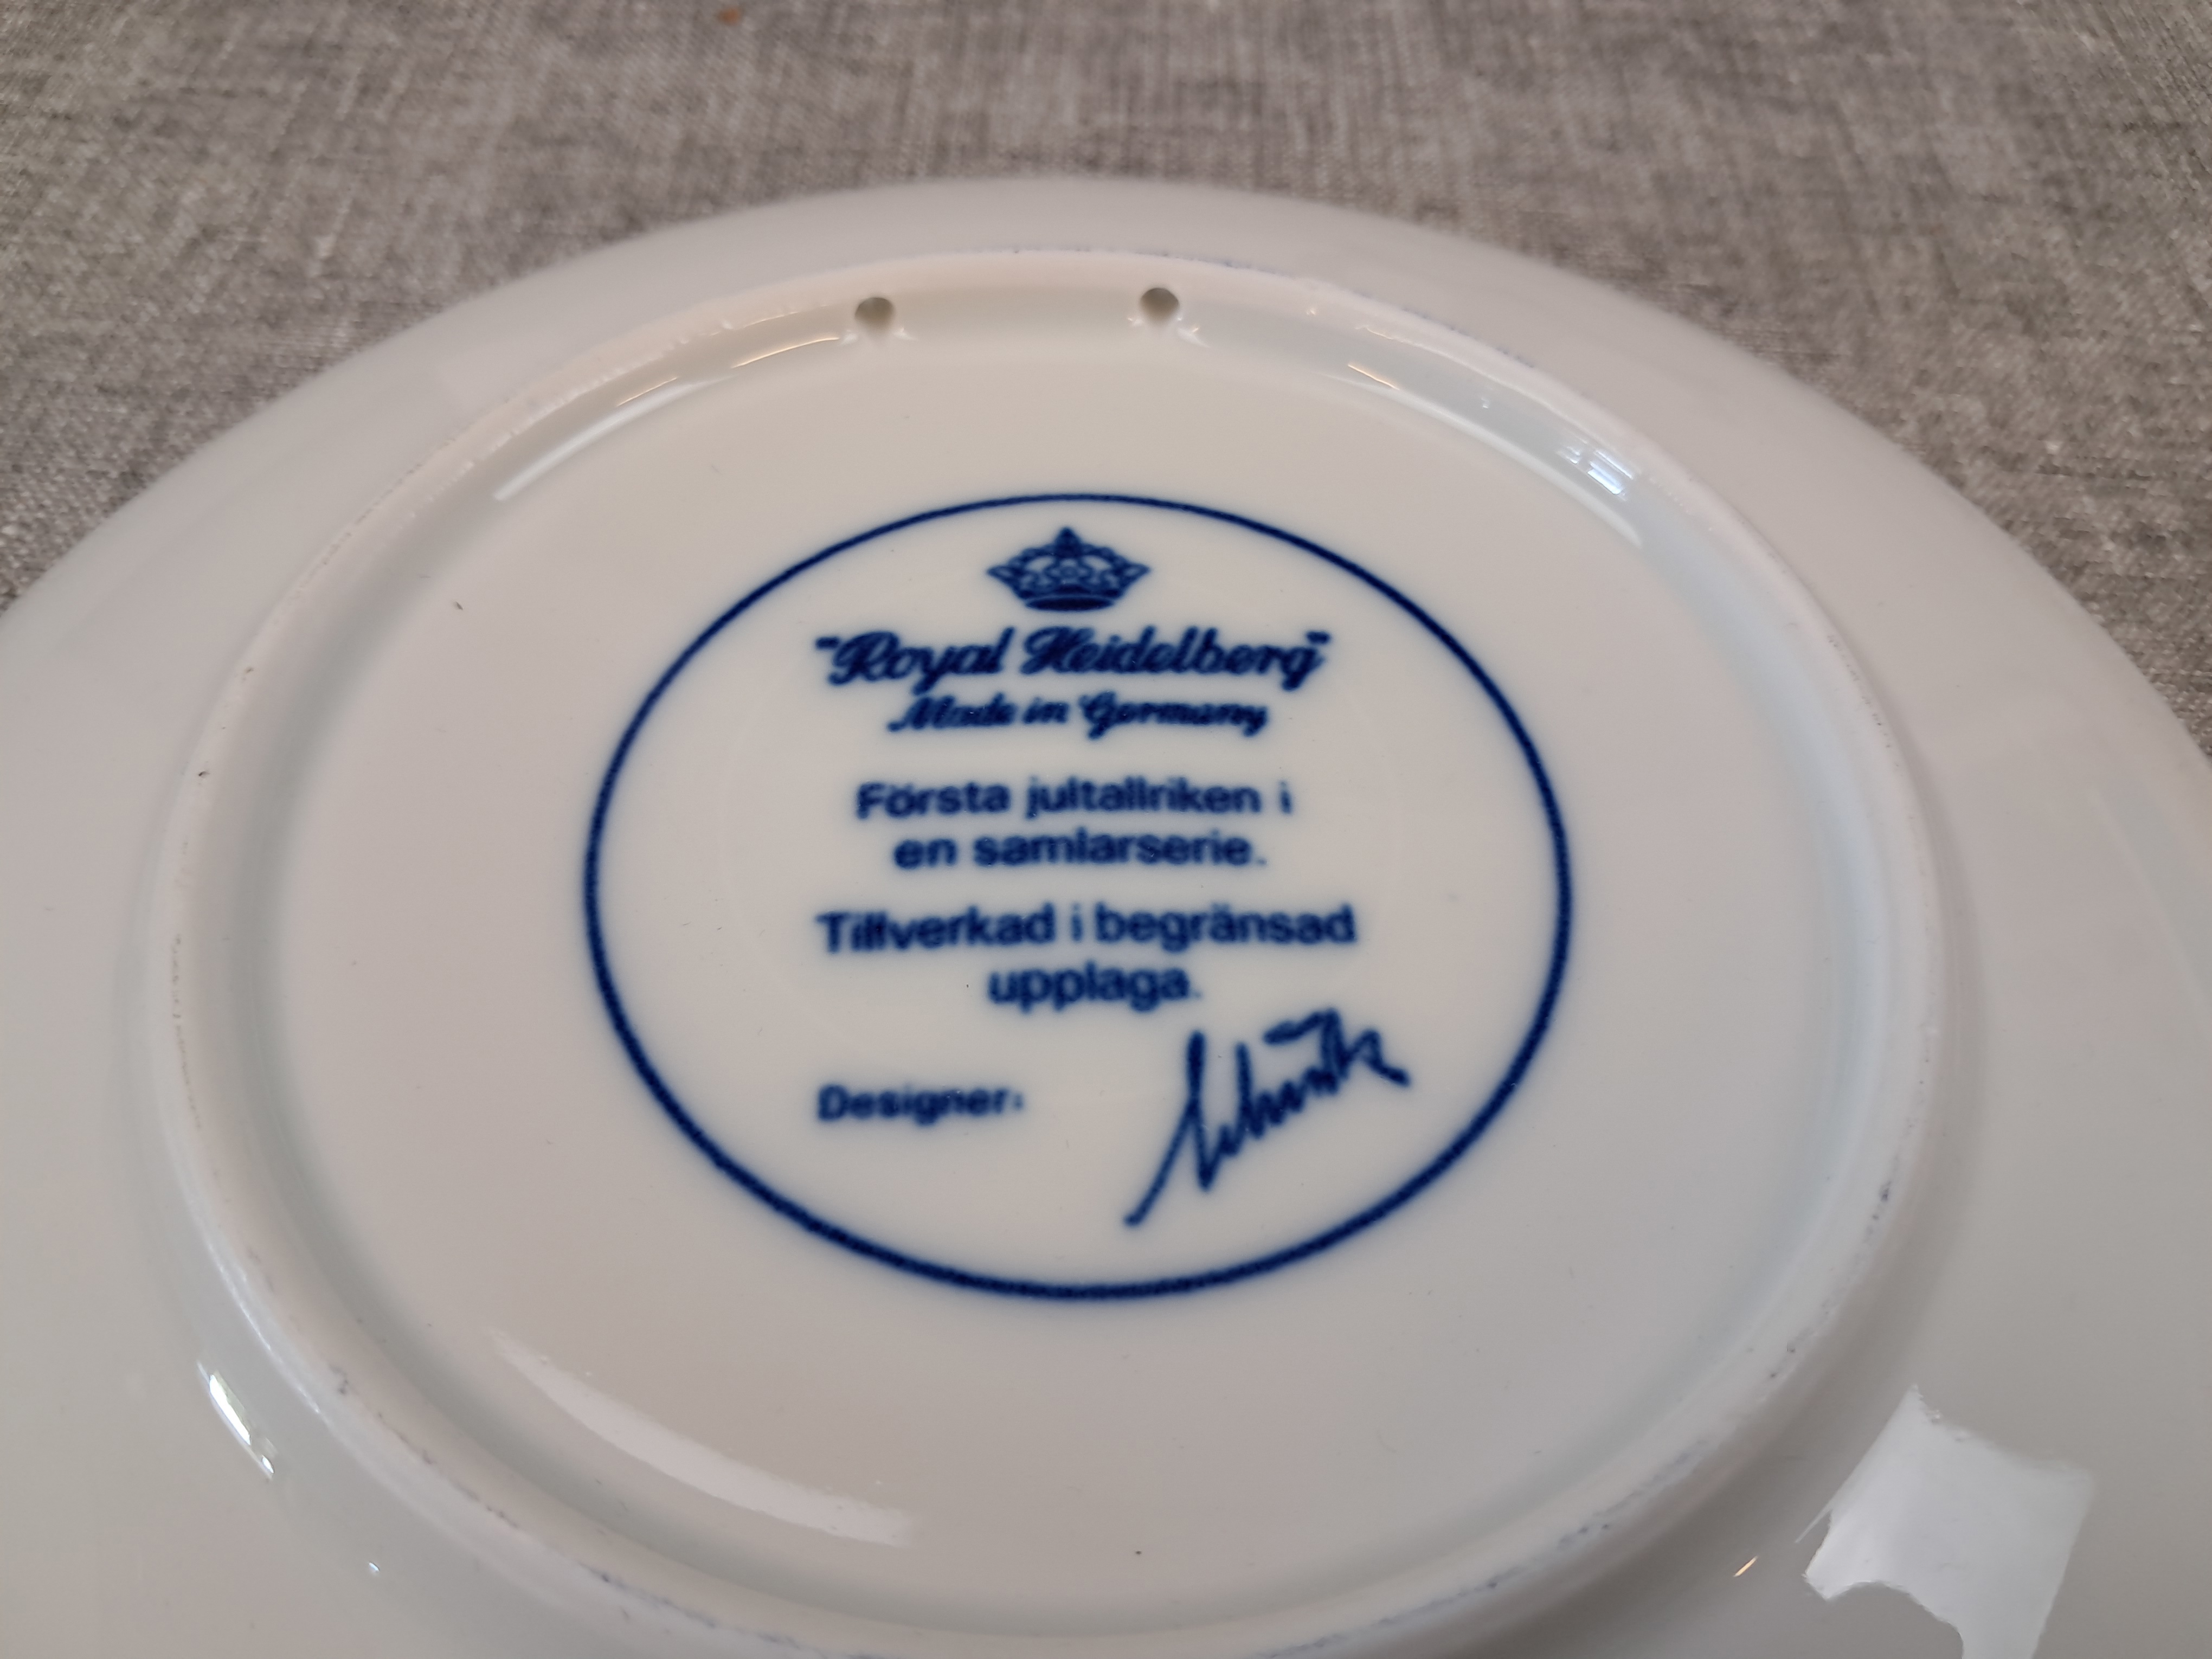 "Royal Heidelberg"
Made in Germany
Första jultallriken i
en samlarserie.
Tillverkad i begränsad
upplaga.
Designer: